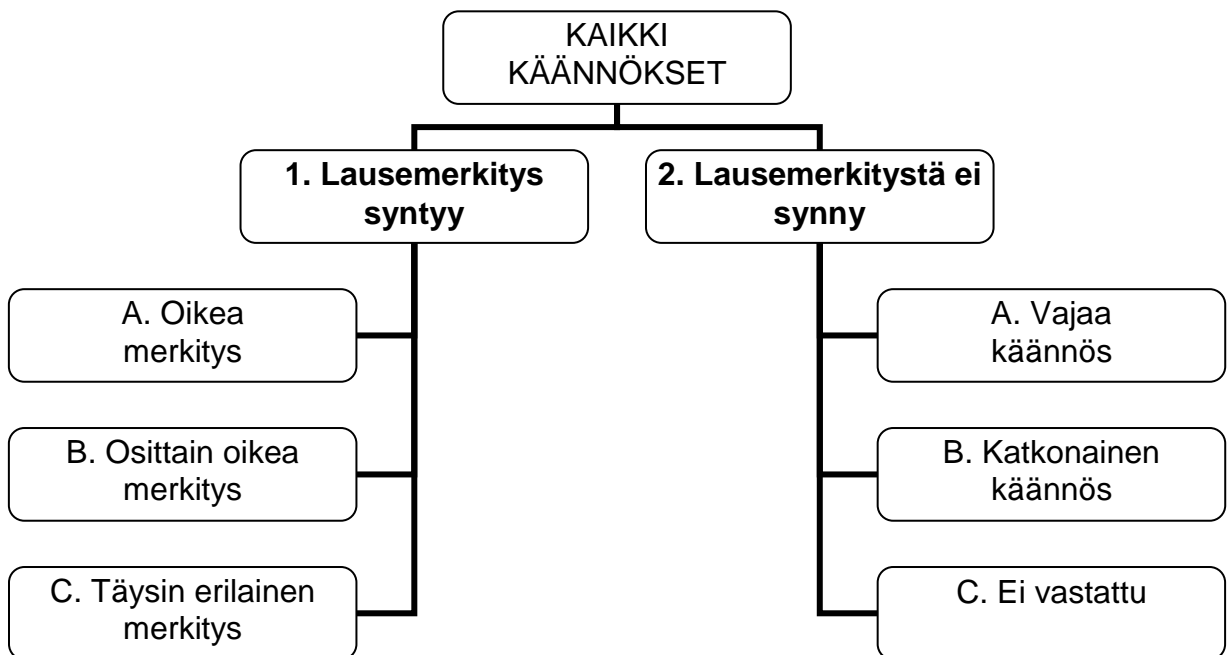 KAIKKI
KÄÄNNÖKSET
1. Lausemerkitys
syntyy
2. Lausemerkitystä ei
synny
A. Oikea
merkitys
B. Osittain oikea
merkitys
C. Täysin erilainen
merkitys
A. Vajaa
käännös
B. Katkonainen
käännös
C. Ei vastattu